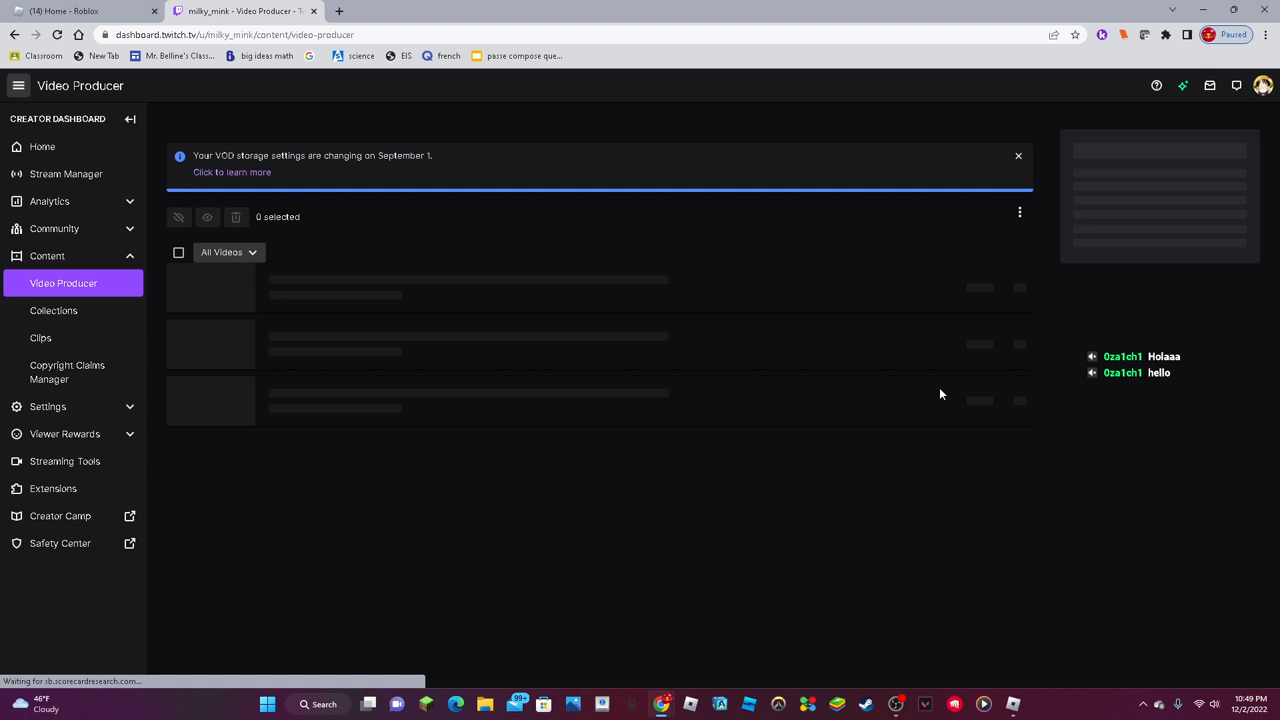 (14) Home - Roblox
milky_mink - Video Producer - T
dashboard.twitch.tv/u/milky_mink/content/video-producer
Paused
Classroom
New Tab
Mr. Belline's Clas...
big ideas math
science
EIS
french
passe compose que...
Video Producer
CREATOR DASHBOARD
Home
Stream Manager
Analytics
Community
Content
Video Producer
Collections
Clips
Copyright Claims
Manager
Settings
Viewer Rewards
Streaming Tools
Extensions
Creator Camp
Safety Center
Your VOD storage settings are changing on September 1.
Click to learn more
0 selected
All Videos
0za1ch1 Holaaa
0za1ch1 hello
Waiting for sb.scorecardresearch.com...
46°F
Cloudy
Search
99+
10:49 PM
12/2/2022